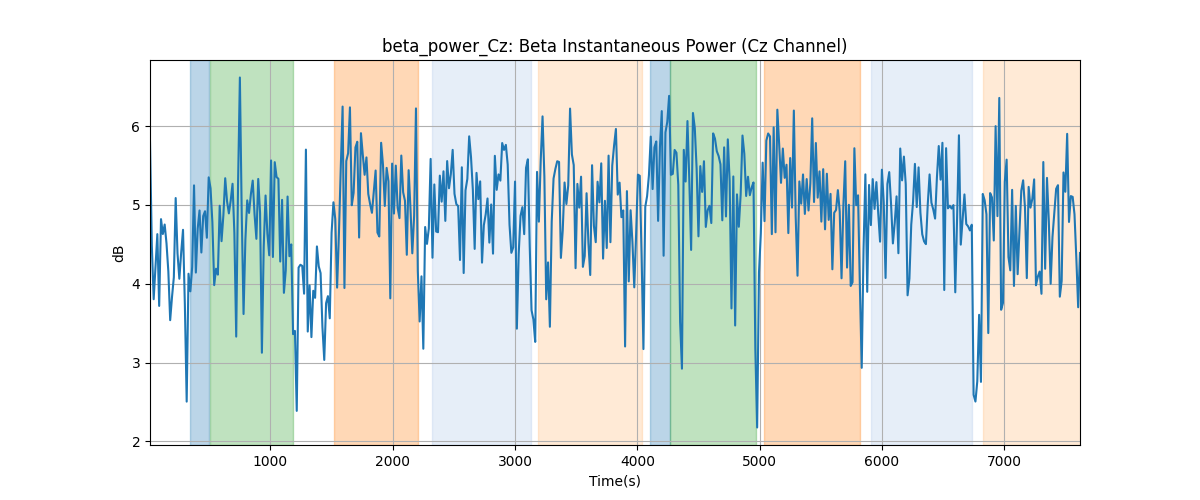 beta_power_Cz: Beta Instantaneous Power (Cz Channel)
6
5
4
3
2
dB
1000 2000 3000 4000 5000 6000 7000
Time(s)